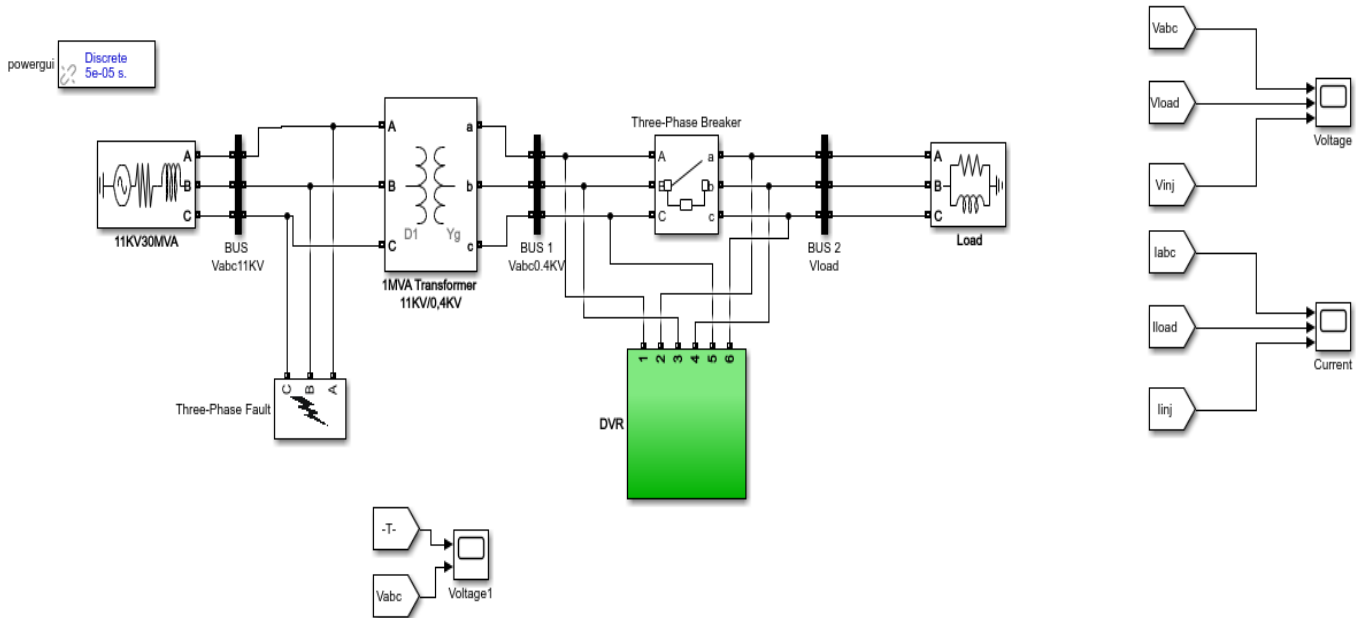 powergui
Discrete
5e-05 s.
A
B
C
11KV30MVA
BUS
Vabc11KV
A
B
C
a
b
c
D1
Yg
1MVA Transformer
11KV/0,4KV
BUS 1
Vabc0.4KV
Three-Phase Breaker
A
B
C
a
b
c
BUS 2
Vload
A
B
C
Load
C
B
A
Three-Phase Fault
1
2
3
4
5
6
DVR
-T-
Vabc
Voltage1
Vabc
Vload
Vinj
Voltage
Iabc
Iload
Iinj
Current